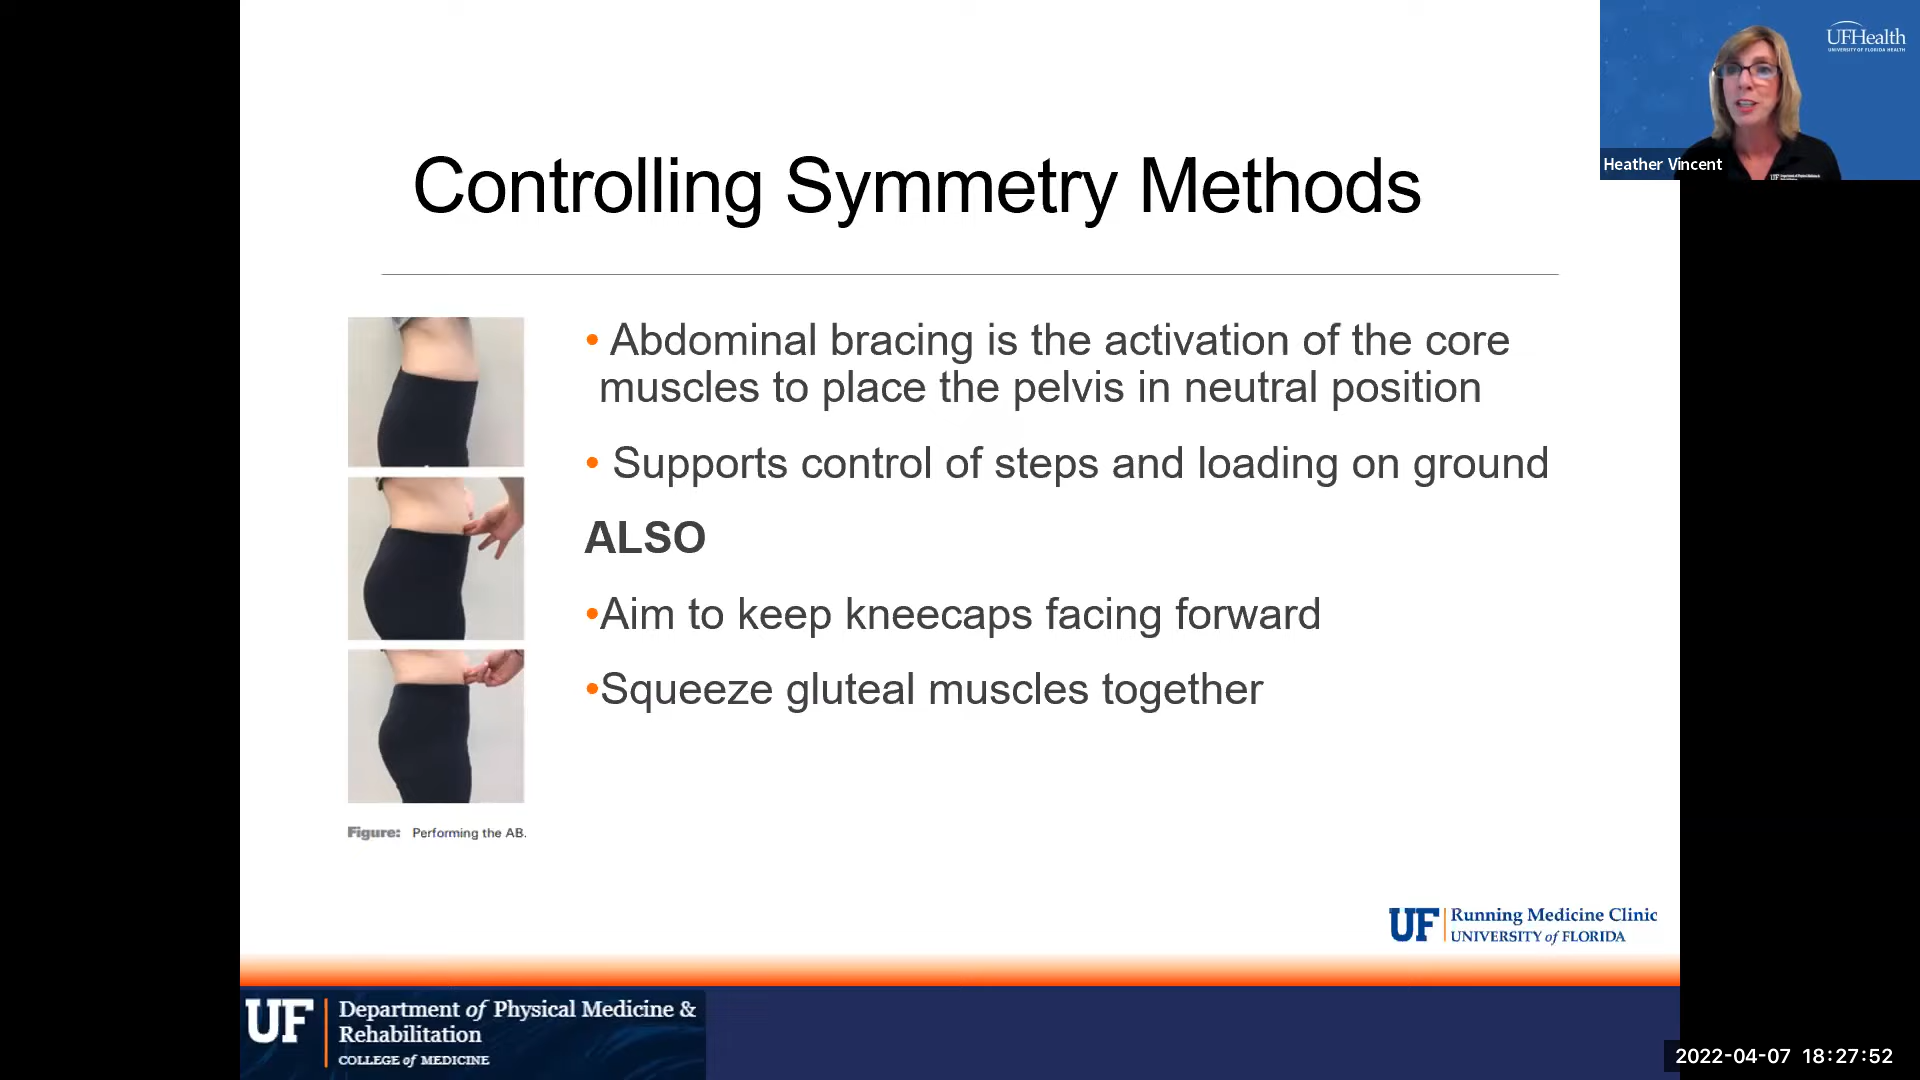 UFHealth
UNIVERSITY OF FLORIDA HEALTH
Heather Vincent
Controlling Symmetry Methods
• Abdominal bracing is the activation of the core
muscles to place the pelvis in neutral position
• Supports control of steps and loading on ground
ALSO
•Aim to keep kneecaps facing forward
•Squeeze gluteal muscles together
Figure: Performing the AB.
UF Running Medicine Clinic
UNIVERSITY of FLORIDA
UF Department of Physical Medicine &
Rehabilitation
COLLEGE of MEDICINE
2022-04-07 18:27:52